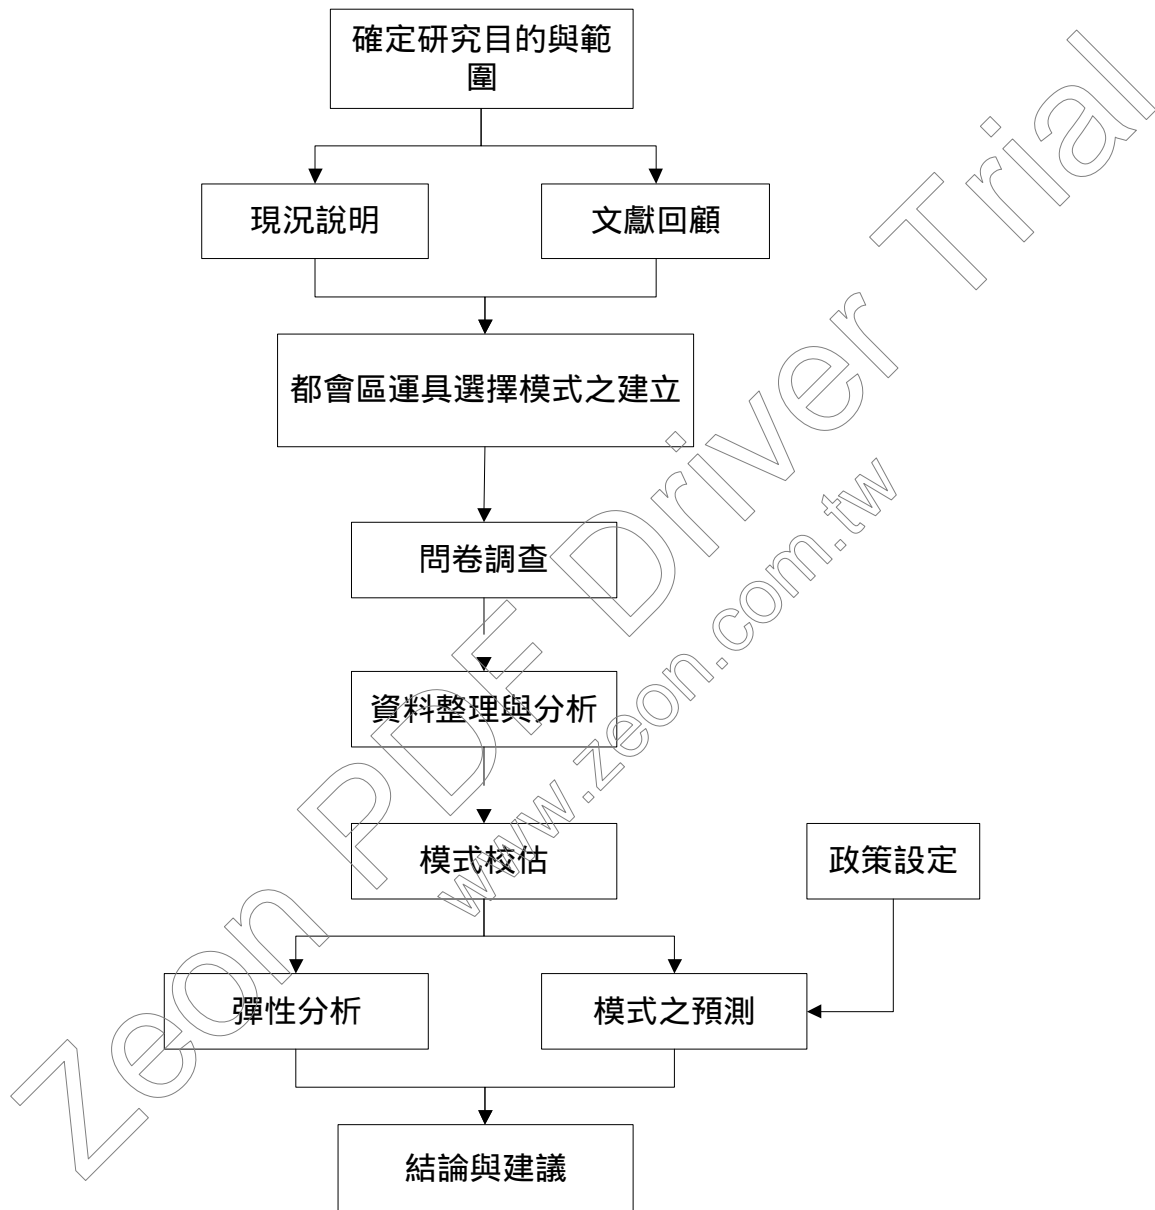 確定研究目的與範
圍
現況說明
文獻回顧
都會區運具選擇模式之建立
問卷調查
資料整理與分析
模式校估
政策設定
彈性分析
模式之預測
結論與建議
Zeon PDF Driver Trial
www.zeon.com.tw